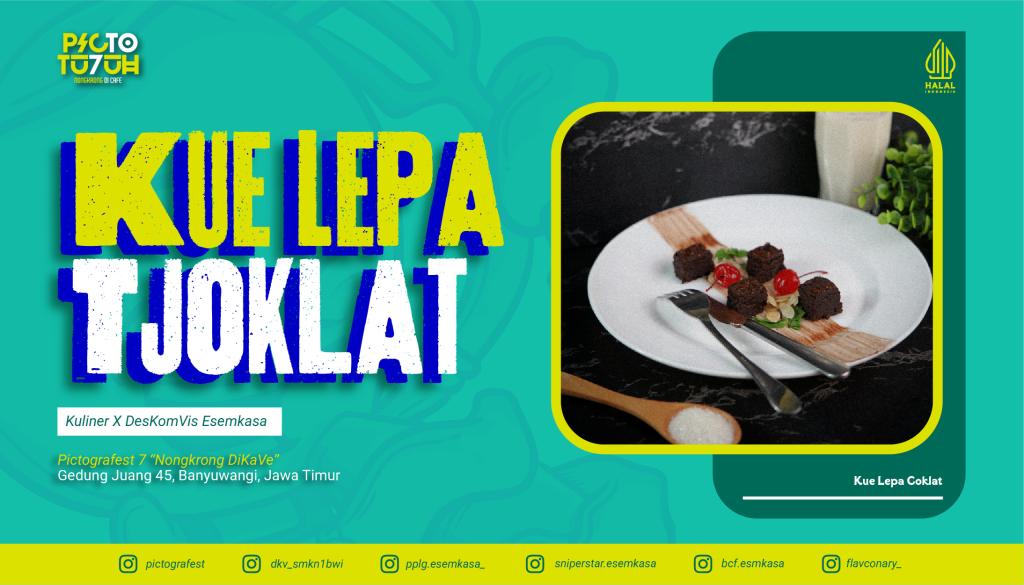 PICTO
TU7UH
NONGKRONG DI CAFE
HALAL
INDONESIA
KUE LEPA
TJOKLAT
Kuliner X DesKomVis Esemkasa
Pictografest 7 “Nongkrong DiKaVe”
Gedung Juang 45, Banyuwangi, Jawa Timur
Kue Lepa Coklat
pictografest
dkv_smkn1bwi
pplg.esemkasa_
sniperstar.esemkasa
bcf.esmkasa
flavconary_